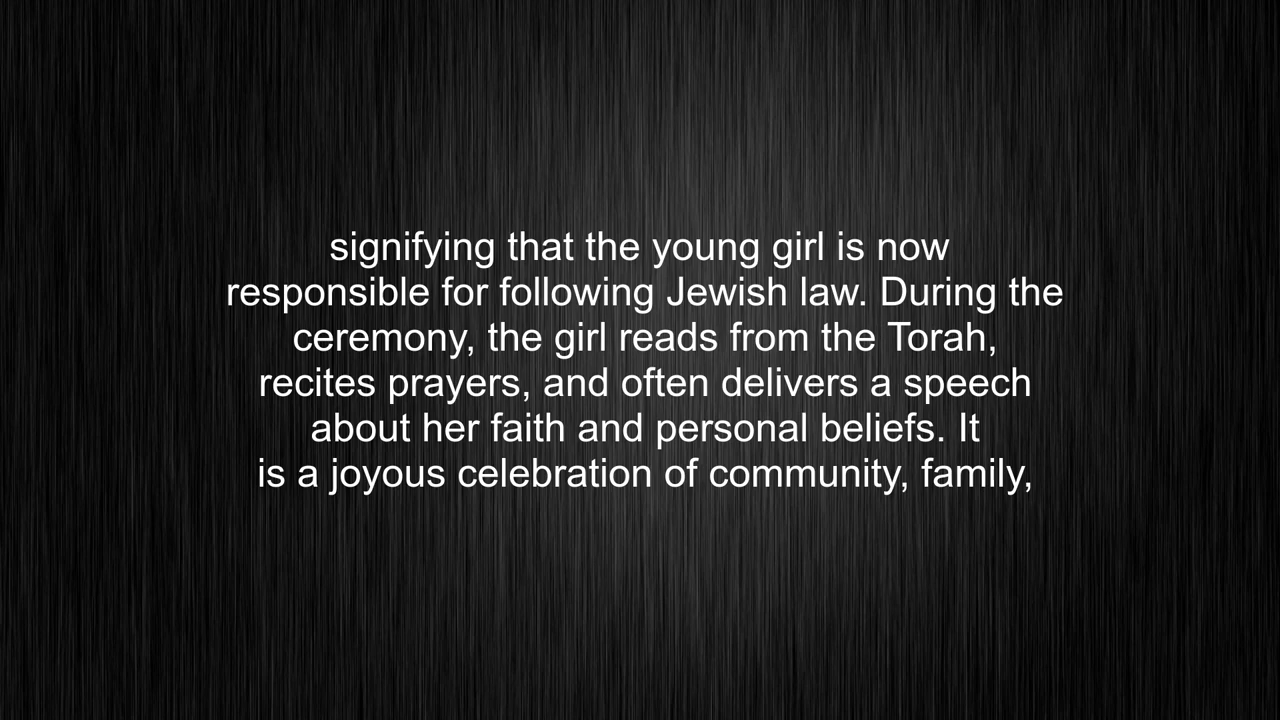 signifying that the young girl is now
responsible for following Jewish law. During the
ceremony, the girl reads from the Torah,
recites prayers, and often delivers a speech
about her faith and personal beliefs. It
is a joyous celebration of community, family,